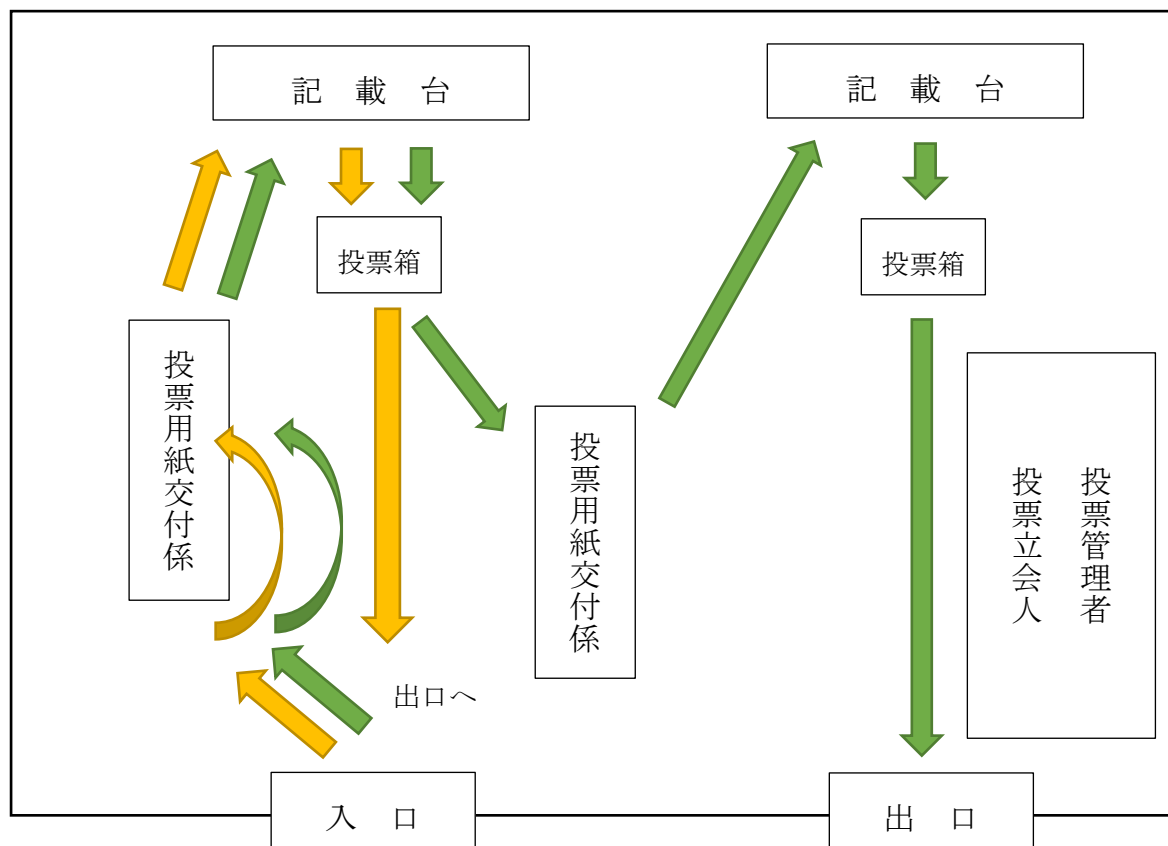 記 載 台
記 載 台
投票箱
投票箱
投票用紙交付係
投票用紙交付係
投票管理者
投票立会人
出口へ
入 口
出 口